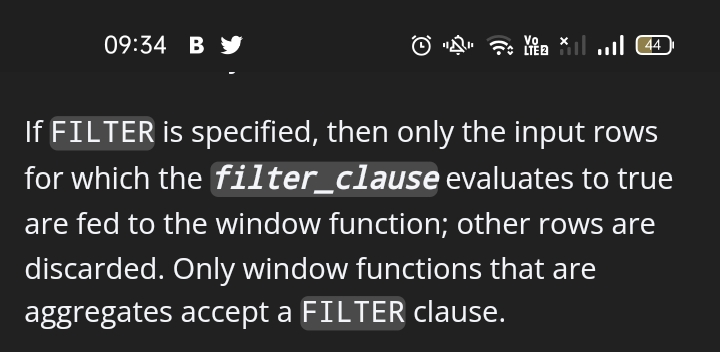 09:34 B Vo LTE2 x 44
If FILTER is specified, then only the input rows
for which the filter_clause evaluates to true
are fed to the window function; other rows are
discarded. Only window functions that are
aggregates accept a FILTER clause.